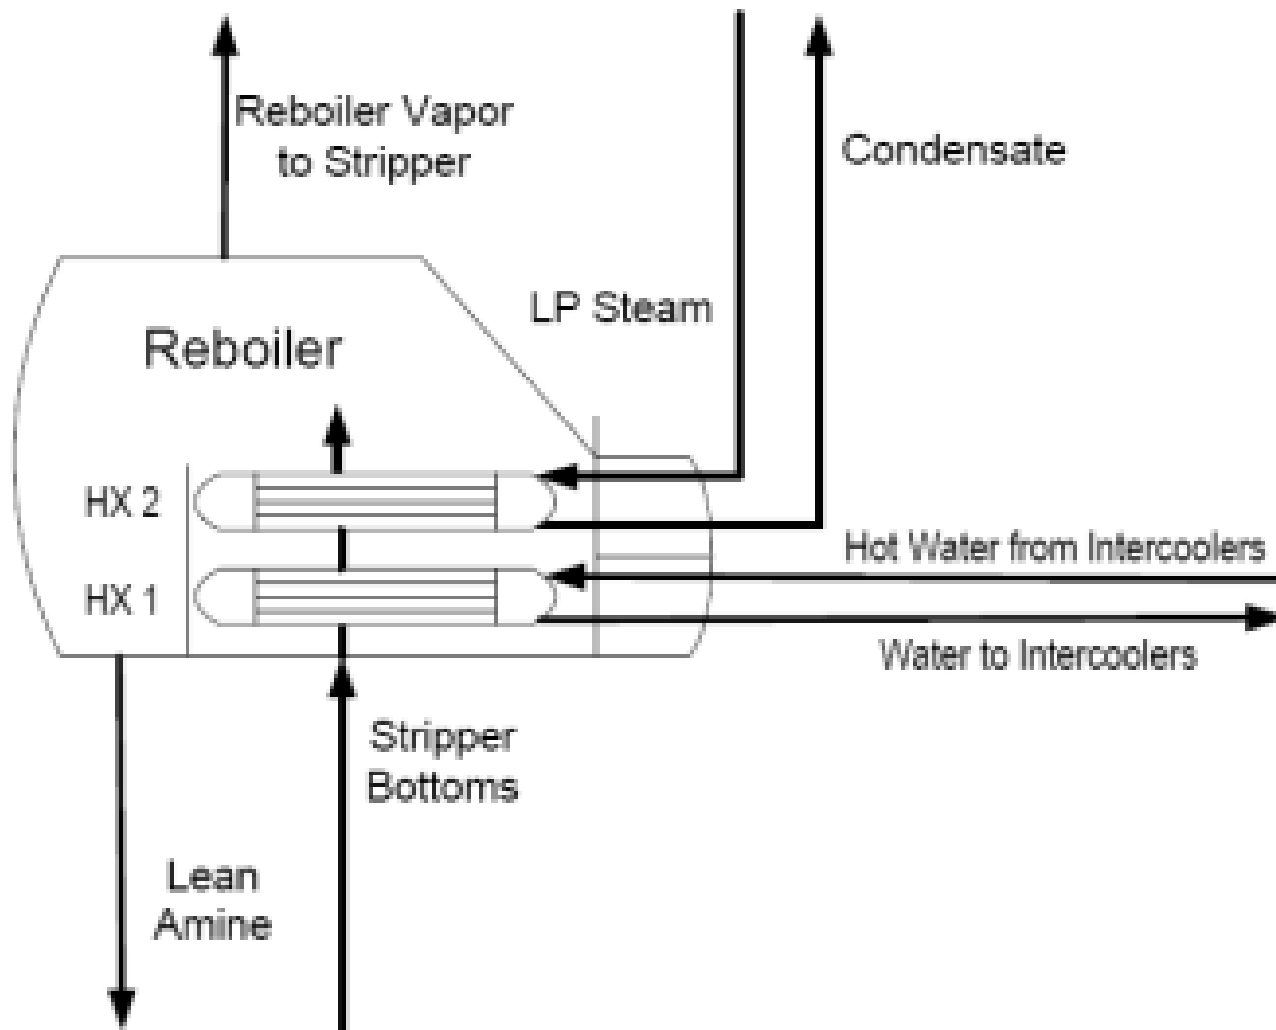 Reboiler Vapor
to Stripper
Condensate
LP Steam
Reboiler
HX 2
Hot Water from Intercoolers
HX 1
Water to Intercoolers
Stripper
Bottoms
Lean
Amine